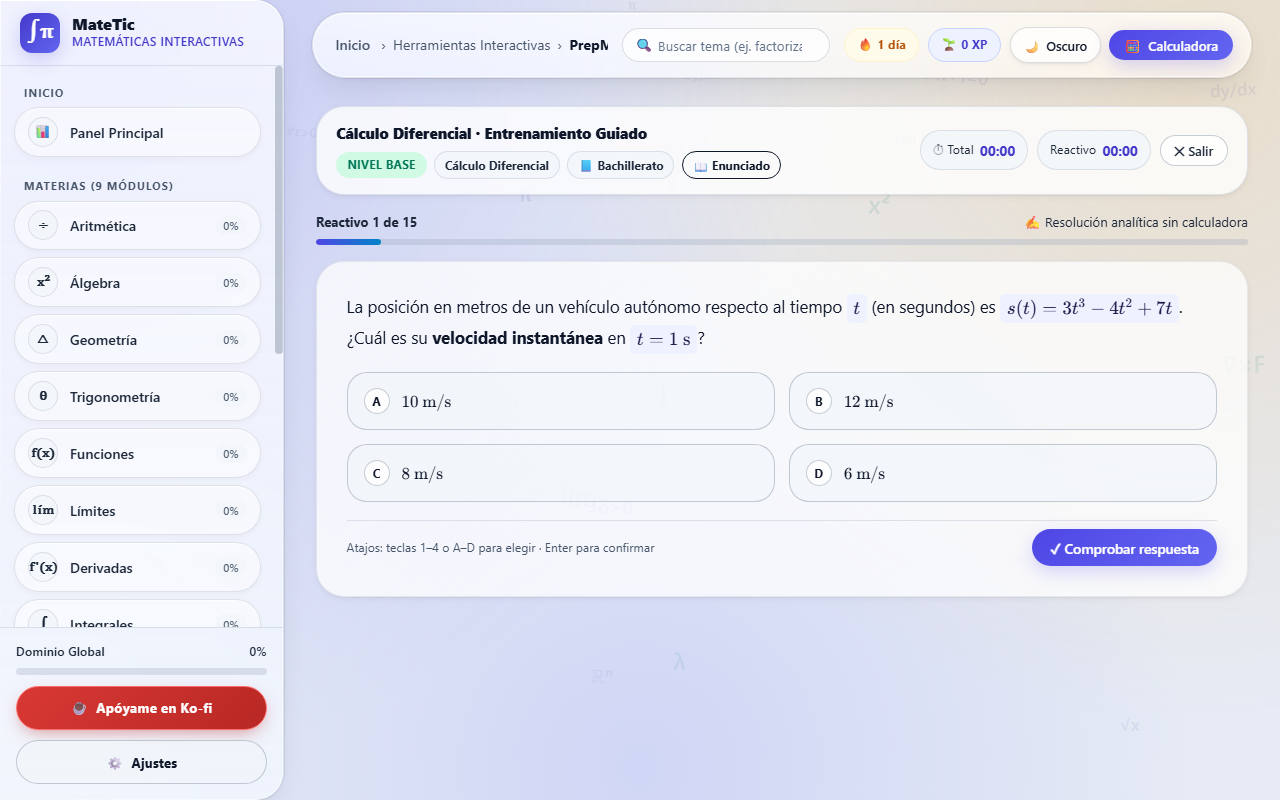 ∫π MateTic
MATEMÁTICAS INTERACTIVAS
INICIO
Panel Principal
MATERIAS (9 MÓDULOS)
÷ Aritmética 0%
x² Álgebra 0%
△ Geometría 0%
θ Trigonometría 0%
f(x) Funciones 0%
lím Límites 0%
f'(x) Derivadas 0%
∫ Integrales 0%
Dominio Global 0%
Apóyame en Ko-fi
Ajustes
Inicio › Herramientas Interactivas › PrepM
Buscar tema (ej. factoriza
1 día
0 XP
Oscuro
Calculadora
dy/dx
Cálculo Diferencial · Entrenamiento Guiado
NIVEL BASE Cálculo Diferencial Bachillerato Enunciado
Total 00:00
Reactivo 00:00
✕ Salir
x²
Reactivo 1 de 15
Resolución analítica sin calculadora
La posición en metros de un vehículo autónomo respecto al tiempo t (en segundos) es s(t) = 3t³ − 4t² + 7t.
¿Cuál es su velocidad instantánea en t = 1 s?
A 10 m/s
B 12 m/s
C 8 m/s
D 6 m/s
Atajos: teclas 1–4 o A–D para elegir · Enter para confirmar
✓ Comprobar respuesta
λ
√x